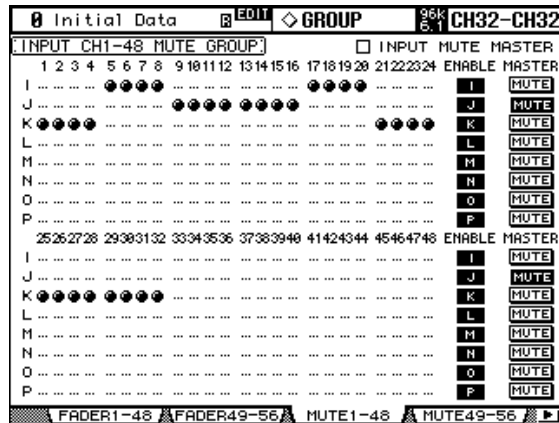 0 Initial Data R EDIT ◇GROUP 96k 6.1 CH32-CH32
INPUT CH1-48 MUTE GROUP □ INPUT MUTE MASTER
1 2 3 4 5 6 7 8 9 10 11 12 13 14 15 16 17 18 19 20 21 22 23 24 ENABLE MASTER
I I MUTE
J J MUTE
K K MUTE
L L MUTE
M M MUTE
N N MUTE
O O MUTE
P P MUTE
25 26 27 28 29 30 31 32 33 34 35 36 37 38 39 40 41 42 43 44 45 46 47 48 ENABLE MASTER
I I MUTE
J J MUTE
K K MUTE
L L MUTE
M M MUTE
N N MUTE
O O MUTE
P P MUTE
FADER1-48 FADER49-56 MUTE1-48 MUTE49-56